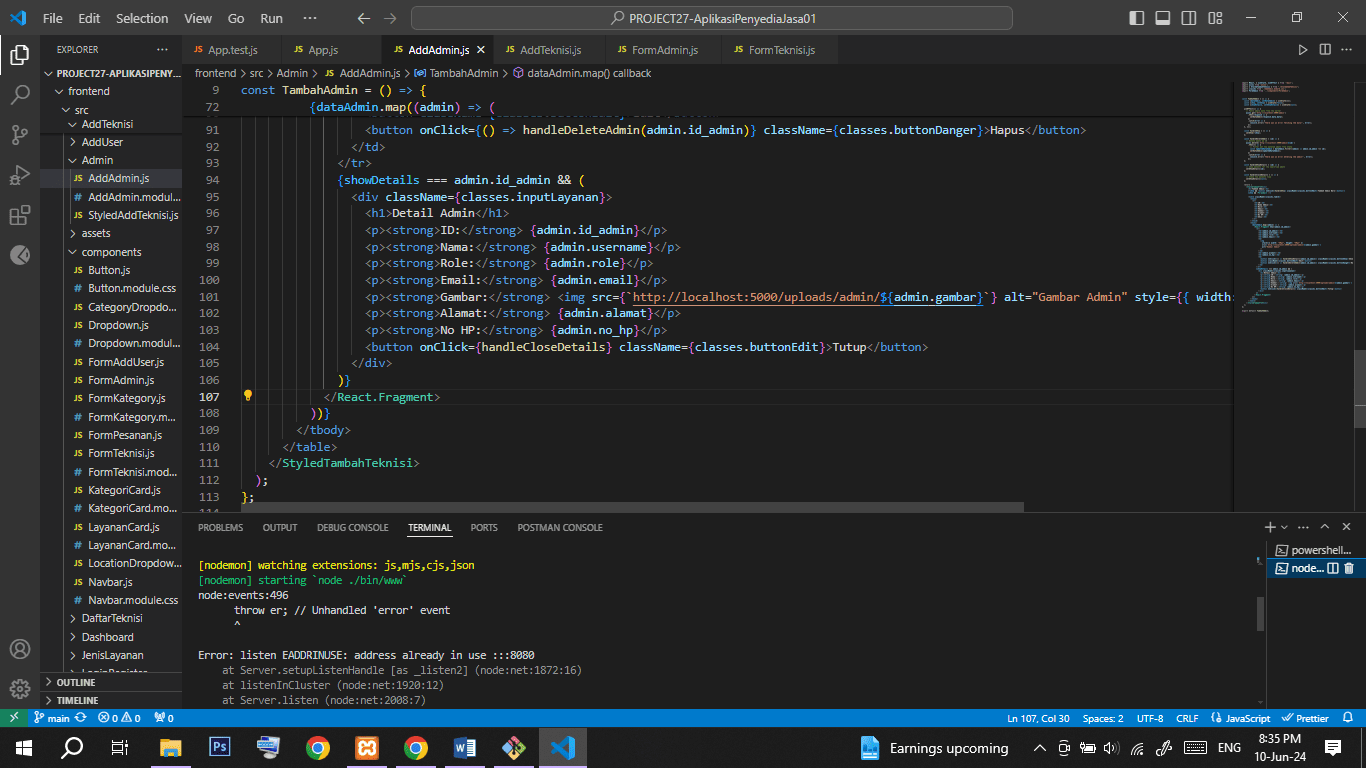 File Edit Selection View Go Run ··· PROJECT27-AplikasiPenyediaJasa01
EXPLORER ···
PROJECT27-APLIKASIPENY...
frontend
src
AddTeknisi
AddUser
Admin
JS AddAdmin.js
# AddAdmin.modul...
JS StyledAddTeknisi.js
assets
components
JS Button.js
# Button.module.css
JS CategoryDropdo...
JS Dropdown.js
# Dropdown.modul...
JS FormAddUser.js
JS FormAdmin.js
JS FormKategory.js
# FormKategory.m...
JS FormPesanan.js
JS FormTeknisi.js
# FormTeknisi.mod...
JS KategoriCard.js
# KategoriCard.mo...
JS LayananCard.js
# LayananCard.mo...
JS LocationDropdow...
JS Navbar.js
# Navbar.module.css
DaftarTeknisi
Dashboard
JenisLayanan
OUTLINE
TIMELINE
JS App.test.js JS App.js JS AddAdmin.js JS AddTeknisi.js JS FormAdmin.js JS FormTeknisi.js ···
frontend > src > Admin > JS AddAdmin.js > TambahAdmin > dataAdmin.map() callback
9 const TambahAdmin = () => {
72 {dataAdmin.map((admin) => (
91 <button onClick={() => handleDeleteAdmin(admin.id_admin)} className={classes.buttonDanger}>Hapus</button>
92 </td>
93 </tr>
94 {showDetails === admin.id_admin && (
95 <div className={classes.inputLayanan}>
96 <h1>Detail Admin</h1>
97 <p><strong>ID:</strong> {admin.id_admin}</p>
98 <p><strong>Nama:</strong> {admin.username}</p>
99 <p><strong>Role:</strong> {admin.role}</p>
100 <p><strong>Email:</strong> {admin.email}</p>
101 <p><strong>Gambar:</strong> <img src={`http://localhost:5000/uploads/admin/${admin.gambar}`} alt="Gambar Admin" style={{ width:
102 <p><strong>Alamat:</strong> {admin.alamat}</p>
103 <p><strong>No HP:</strong> {admin.no_hp}</p>
104 <button onClick={handleCloseDetails} className={classes.buttonEdit}>Tutup</button>
105 </div>
106 )}
107 </React.Fragment>
108 ))}
109 </tbody>
110 </table>
111 </StyledTambahTeknisi>
112 );
113 };
PROBLEMS OUTPUT DEBUG CONSOLE TERMINAL PORTS POSTMAN CONSOLE
[nodemon] watching extensions: js,mjs,cjs,json
[nodemon] starting `node ./bin/www`
node:events:496
throw er; // Unhandled 'error' event
^
Error: listen EADDRINUSE: address already in use :::8080
at Server.setupListenHandle [as _listen2] (node:net:1872:16)
at listenInCluster (node:net:1920:12)
at Server.listen (node:net:2008:7)
powershell...
node...
main 0 0 0 Ln 107, Col 30 Spaces: 2 UTF-8 CRLF JavaScript Prettier
Ps Earnings upcoming ENG 8:35 PM
10-Jun-24